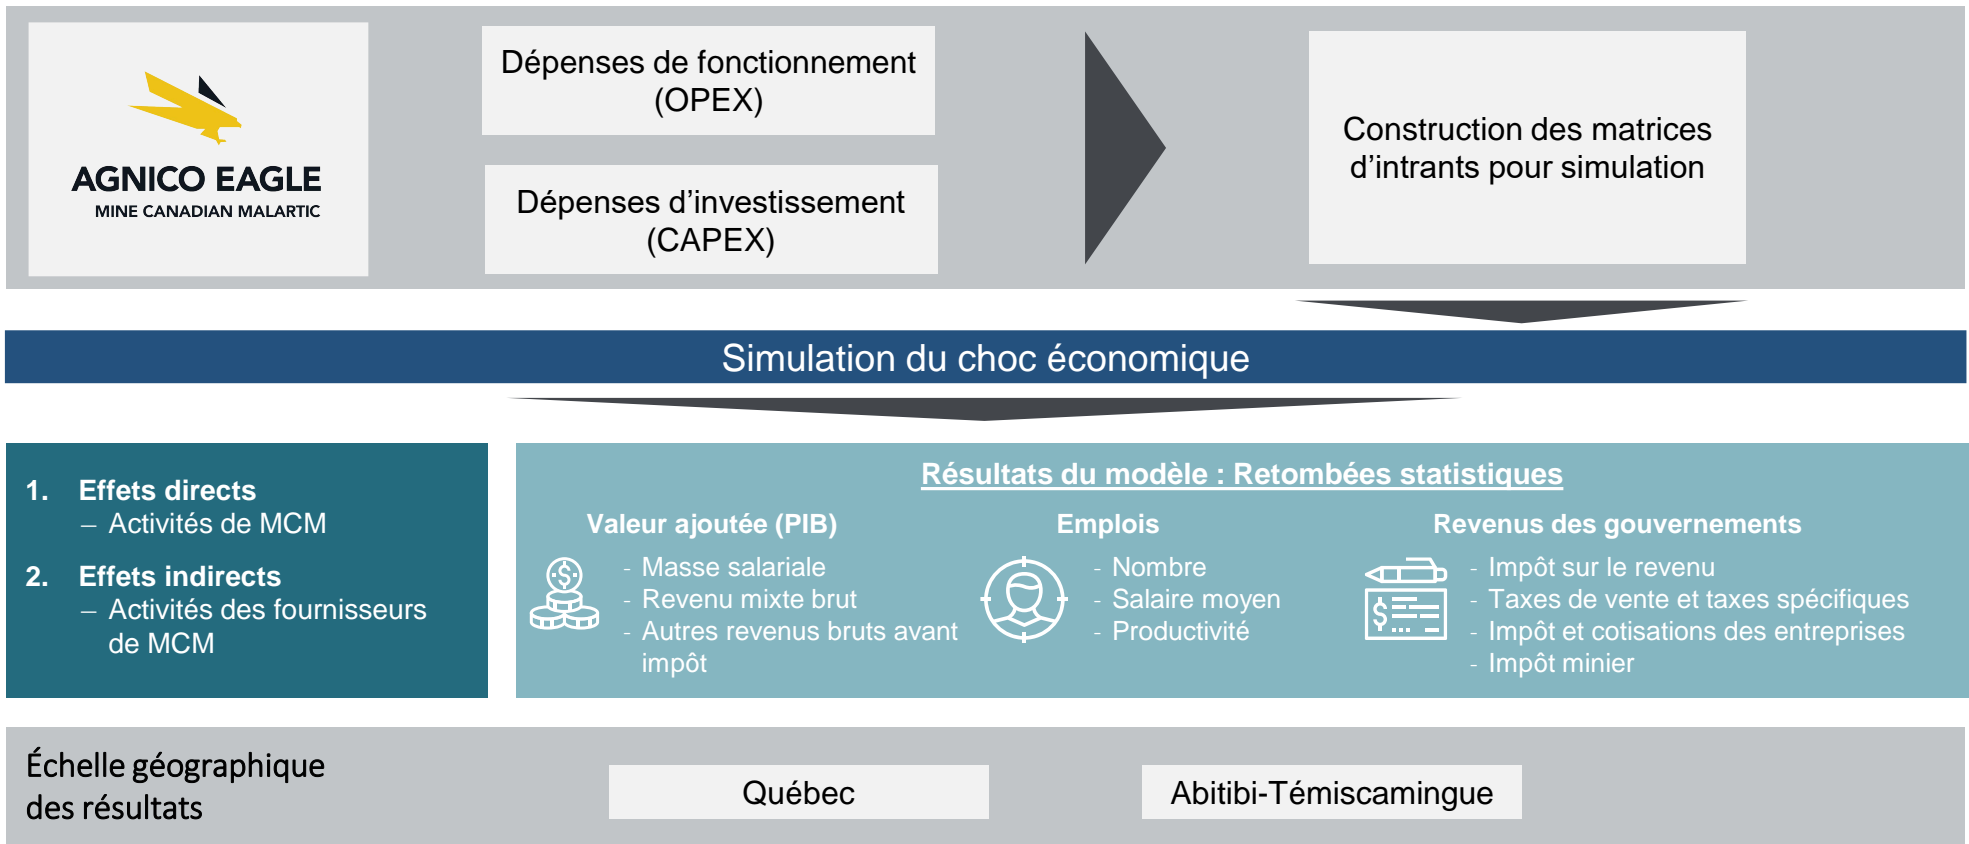 AGNICO EAGLE
MINE CANADIAN MALARTIC
Dépenses de fonctionnement
(OPEX)
Dépenses d’investissement
(CAPEX)
Construction des matrices
d’intrants pour simulation
Simulation du choc économique
1. Effets directs
– Activités de MCM
2. Effets indirects
– Activités des fournisseurs
de MCM
Résultats du modèle : Retombées statistiques
Valeur ajoutée (PIB)
- Masse salariale
- Revenu mixte brut
- Autres revenus bruts avant
impôt
Emplois
- Nombre
- Salaire moyen
- Productivité
Revenus des gouvernements
- Impôt sur le revenu
- Taxes de vente et taxes spécifiques
- Impôt et cotisations des entreprises
- Impôt minier
Échelle géographique
des résultats
Québec
Abitibi-Témiscamingue